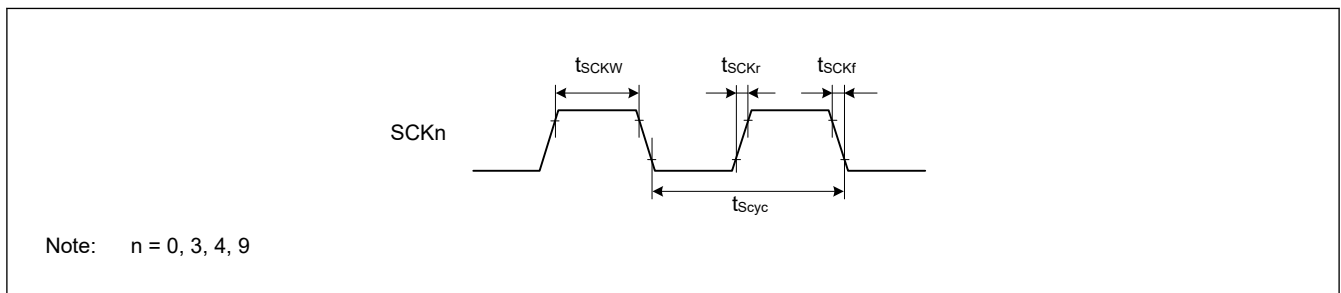 tSCKW tSCKr tSCKf
SCKn
tScyc
Note: n = 0, 3, 4, 9